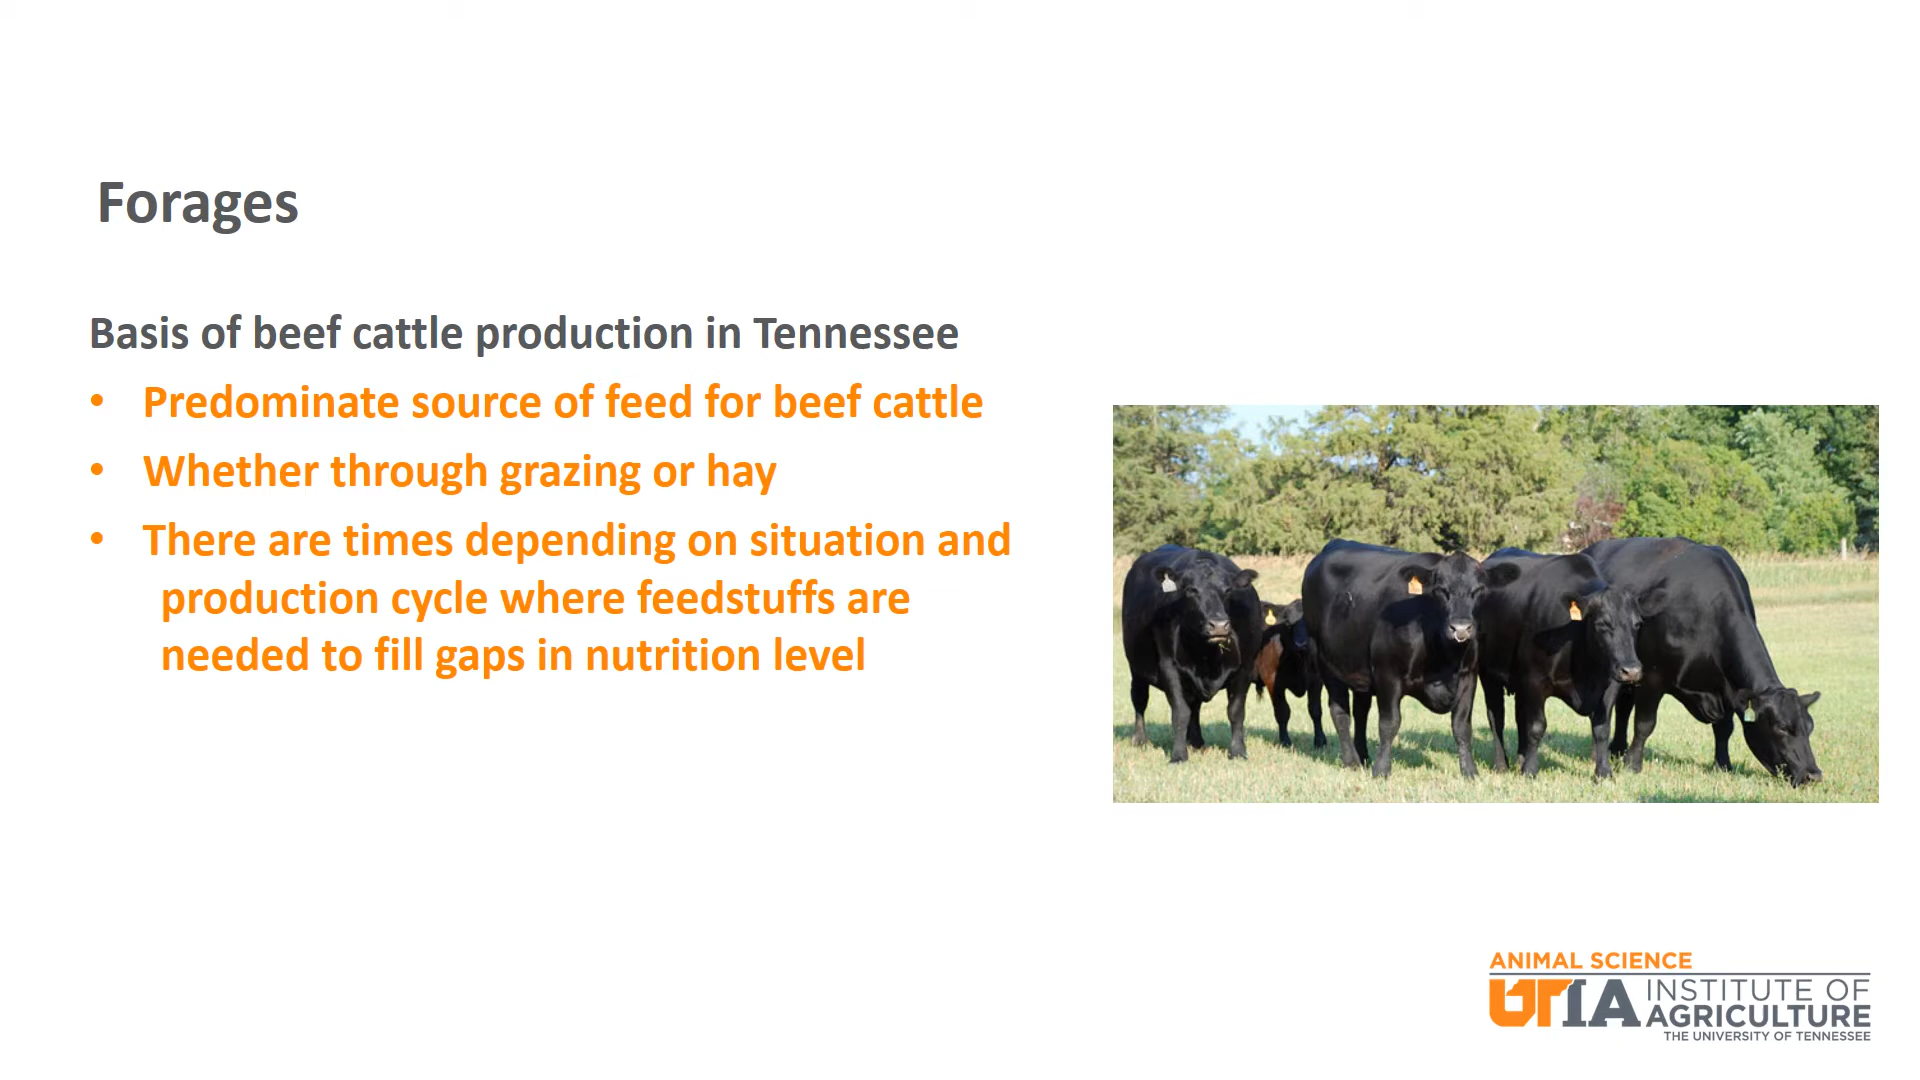 Forages
Basis of beef cattle production in Tennessee
• Predominate source of feed for beef cattle
• Whether through grazing or hay
• There are times depending on situation and
production cycle where feedstuffs are
needed to fill gaps in nutrition level
ANIMAL SCIENCE
UTIA INSTITUTE OF
AGRICULTURE
THE UNIVERSITY OF TENNESSEE